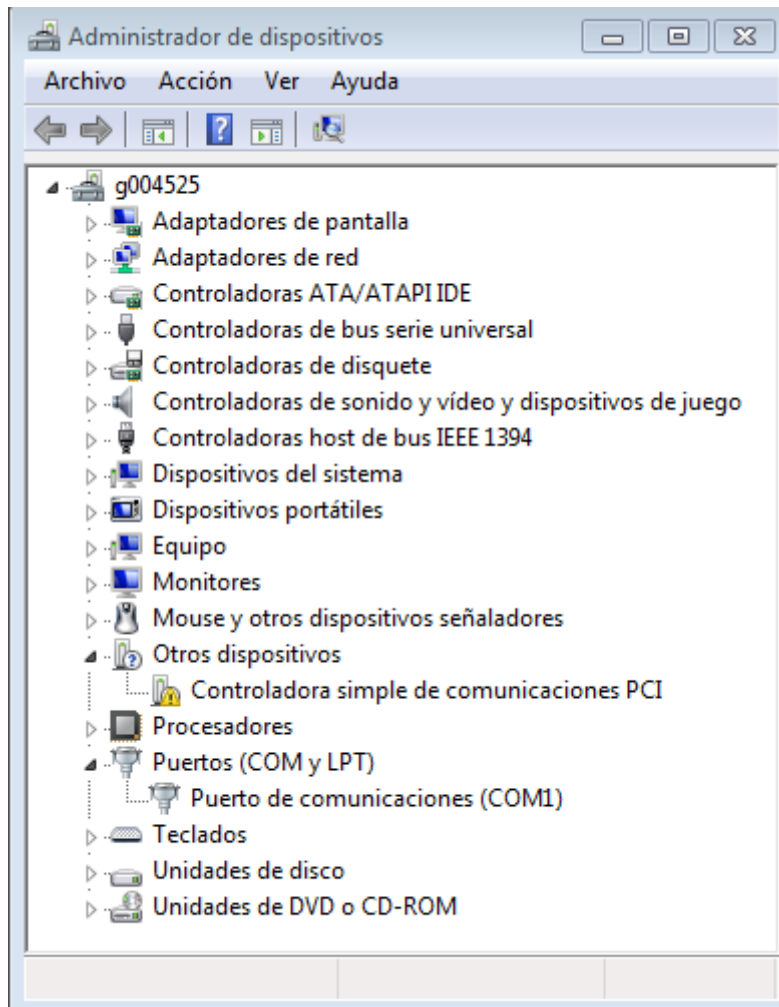 Administrador de dispositivos
Archivo Acción Ver Ayuda
g004525
Adaptadores de pantalla
Adaptadores de red
Controladoras ATA/ATAPI IDE
Controladoras de bus serie universal
Controladoras de disquete
Controladoras de sonido y vídeo y dispositivos de juego
Controladoras host de bus IEEE 1394
Dispositivos del sistema
Dispositivos portátiles
Equipo
Monitores
Mouse y otros dispositivos señaladores
Otros dispositivos
Controladora simple de comunicaciones PCI
Procesadores
Puertos (COM y LPT)
Puerto de comunicaciones (COM1)
Teclados
Unidades de disco
Unidades de DVD o CD-ROM